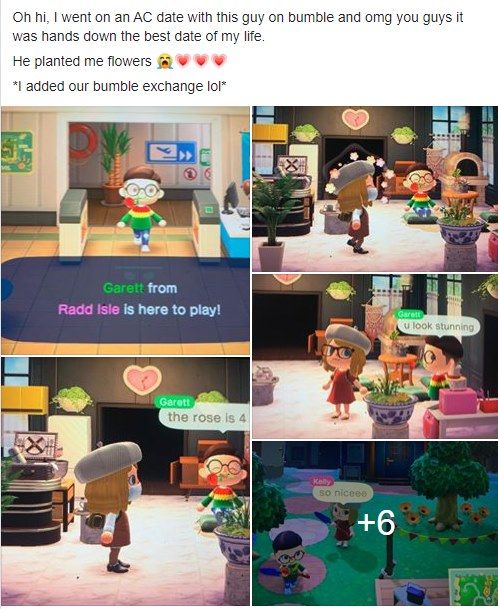 Oh hi, I went on an AC date with this guy on bumble and omg you guys it
was hands down the best date of my life.
He planted me flowers 😭💗💗💗
*I added our bumble exchange lol*
Garett from
Radd Isle is here to play!
Garett
u look stunning
Garett
the rose is 4
Kelly
so niceee
+6